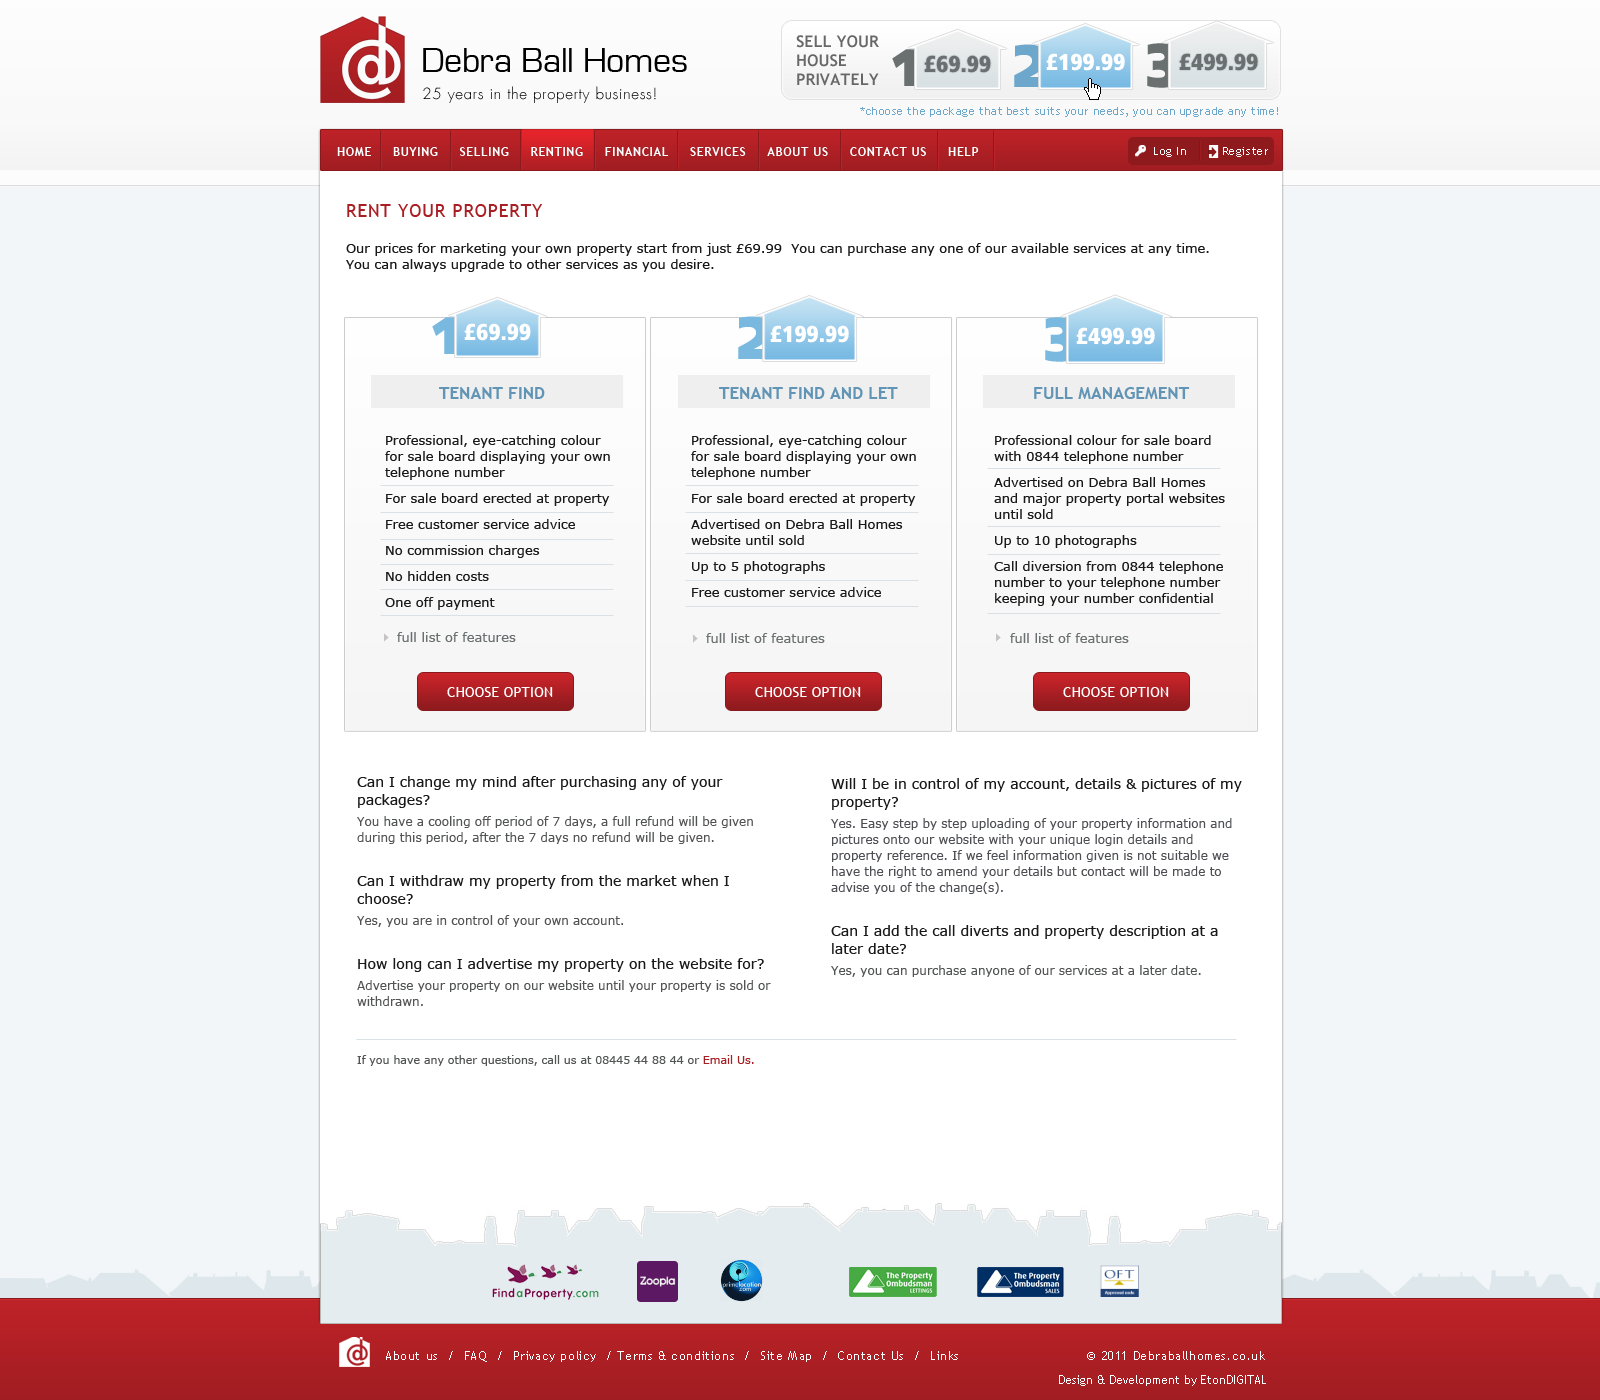 Debra Ball Homes
25 years in the property business!
SELL YOUR
HOUSE
PRIVATELY
1 £69.99
2 £199.99
3 £499.99
*choose the package that best suits your needs, you can upgrade any time!
HOME BUYING SELLING RENTING FINANCIAL SERVICES ABOUT US CONTACT US HELP
Log In Register
RENT YOUR PROPERTY
Our prices for marketing your own property start from just £69.99 You can purchase any one of our available services at any time.
You can always upgrade to other services as you desire.
1 £69.99
TENANT FIND
Professional, eye-catching colour
for sale board displaying your own
telephone number
For sale board erected at property
Free customer service advice
No commission charges
No hidden costs
One off payment
full list of features
CHOOSE OPTION
2 £199.99
TENANT FIND AND LET
Professional, eye-catching colour
for sale board displaying your own
telephone number
For sale board erected at property
Advertised on Debra Ball Homes
website until sold
Up to 5 photographs
Free customer service advice
full list of features
CHOOSE OPTION
3 £499.99
FULL MANAGEMENT
Professional colour for sale board
with 0844 telephone number
Advertised on Debra Ball Homes
and major property portal websites
until sold
Up to 10 photographs
Call diversion from 0844 telephone
number to your telephone number
keeping your number confidential
full list of features
CHOOSE OPTION
Can I change my mind after purchasing any of your
packages?
You have a cooling off period of 7 days, a full refund will be given
during this period, after the 7 days no refund will be given.
Can I withdraw my property from the market when I
choose?
Yes, you are in control of your own account.
How long can I advertise my property on the website for?
Advertise your property on our website until your property is sold or
withdrawn.
Will I be in control of my account, details & pictures of my
property?
Yes. Easy step by step uploading of your property information and
pictures onto our website with your unique login details and
property reference. If we feel information given is not suitable we
have the right to amend your details but contact will be made to
advise you of the change(s).
Can I add the call diverts and property description at a
later date?
Yes, you can purchase anyone of our services at a later date.
If you have any other questions, call us at 08445 44 88 44 or Email Us.
FindaProperty.com
Zoopla
primelocation
.com
The Property
Ombudsman
LETTINGS
The Property
Ombudsman
SALES
OFT
Approved code
About us / FAQ / Privacy policy / Terms & conditions / Site Map / Contact Us / Links
© 2011 Debraballhomes.co.uk
Design & Development by EtonDIGITAL